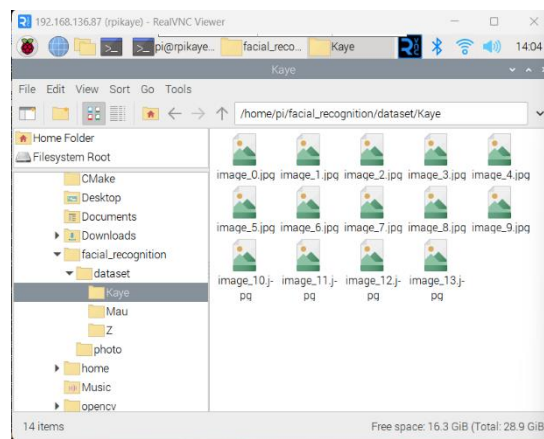 192.168.136.87 (rpikaye) - RealVNC Viewer
pi@rpikaye... facial_reco... Kaye 14:04
Kaye
File Edit View Sort Go Tools
/home/pi/facial_recognition/dataset/Kaye
Home Folder
Filesystem Root
CMake
Desktop
Documents
Downloads
facial_recognition
dataset
Kaye
Mau
Z
photo
home
Music
opencv
image_0.jpg image_1.jpg image_2.jpg image_3.jpg image_4.jpg
image_5.jpg image_6.jpg image_7.jpg image_8.jpg image_9.jpg
image_10.j- image_11.j- image_12.j- image_13.j-
pg pg pg pg
14 items Free space: 16.3 GiB (Total: 28.9 GiB